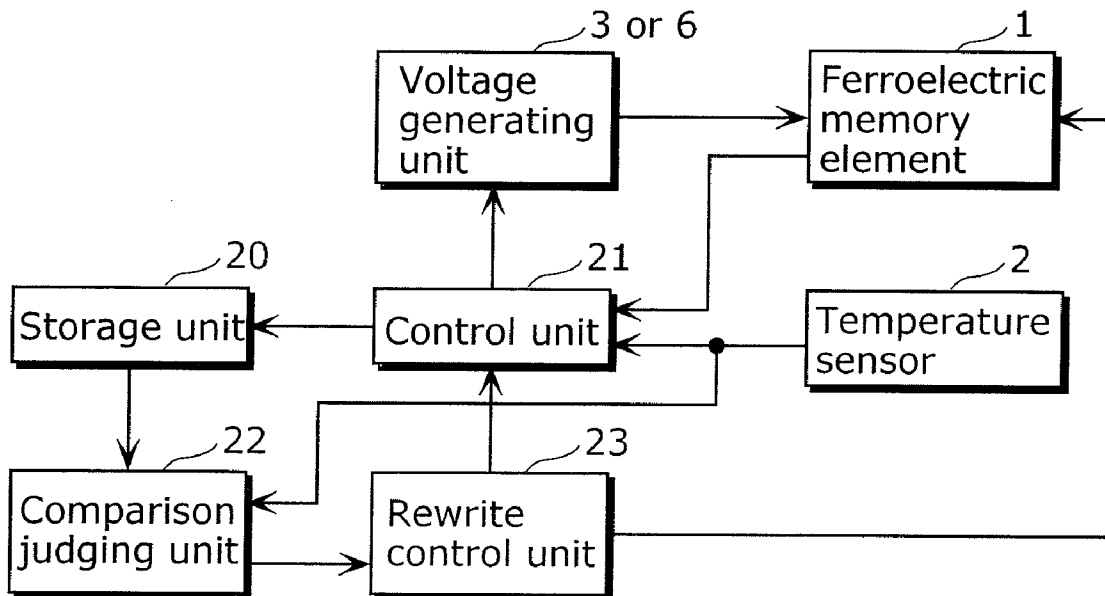 3 or 6
Voltage
generating
unit
1
Ferroelectric
memory
element
20
Storage unit
21
Control unit
2
Temperature
sensor
22
Comparison
judging unit
23
Rewrite
control unit